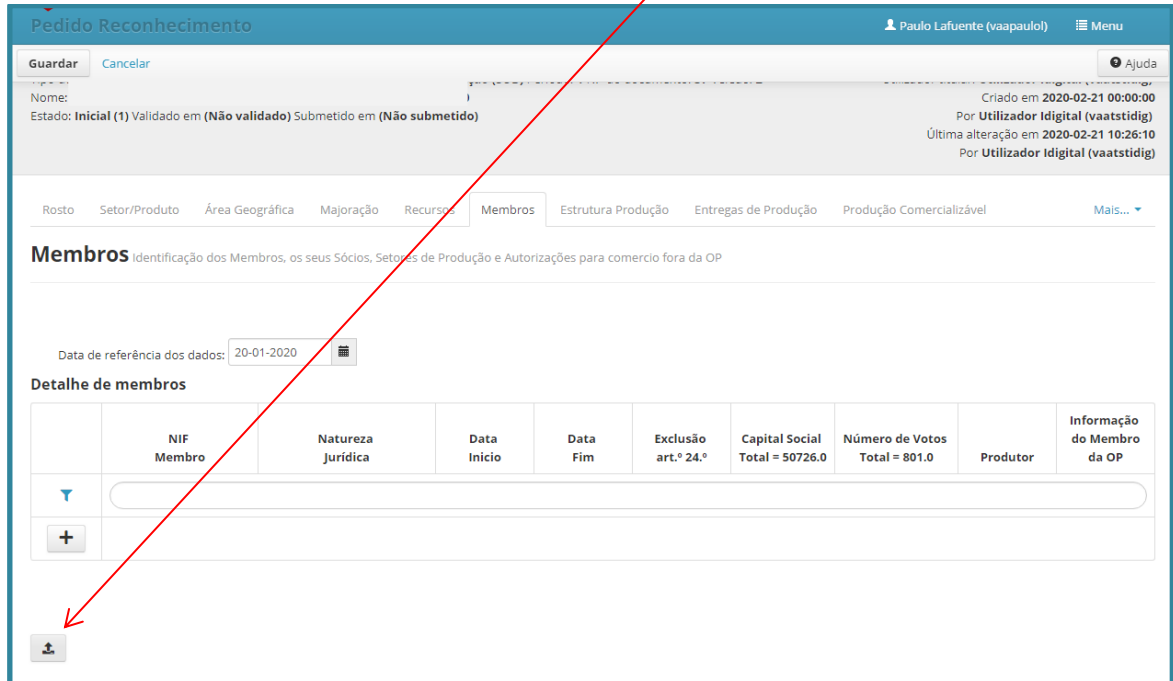 Pedido Reconhecimento
Paulo Lafuente (vaapaulol) Menu
Guardar Cancelar Ajuda
Nome:
Estado: Inicial (1) Validado em (Não validado) Submetido em (Não submetido)
Criado em 2020-02-21 00:00:00
Por Utilizador Idigital (vaatstidig)
Última alteração em 2020-02-21 10:26:10
Por Utilizador Idigital (vaatstidig)
Rosto Setor/Produto Área Geográfica Majoração Recursos Membros Estrutura Produção Entregas de Produção Produção Comercializável Mais...
Membros Identificação dos Membros, os seus Sócios, Setores de Produção e Autorizações para comercio fora da OP
Data de referência dos dados: 20-01-2020
Detalhe de membros
NIF Membro
Natureza Jurídica
Data Inicio
Data Fim
Exclusão art.º 24.º
Capital Social Total = 50726.0
Número de Votos Total = 801.0
Produtor
Informação do Membro da OP